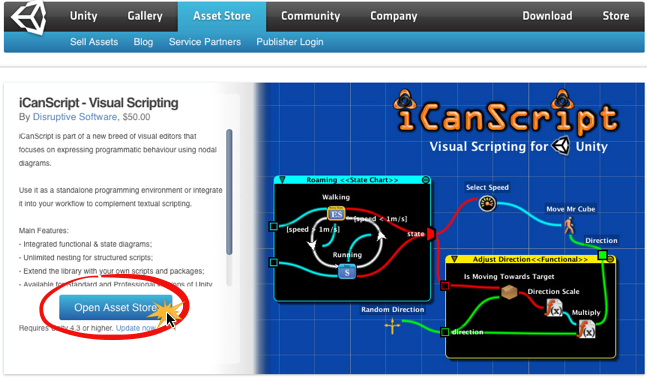 Unity Gallery Asset Store Community Company Download Store
Sell Assets Blog Service Partners Publisher Login
iCanScript - Visual Scripting
By Disruptive Software, $50.00
iCanScript is part of a new breed of visual editors that
focuses on expressing programmatic behaviour using nodal
diagrams.
Use it as a standalone programming environment or integrate
it into your workflow to complement textual scripting.
Main Features:
- Integrated functional & state diagrams;
- Unlimited nesting for structured scripts;
- Extend the library with your own scripts and packages;
- Available for Standard and Professional Editions of Unity
Open Asset Store
Requires Unity 4.3 or higher. Update now
iCanScript
Visual Scripting for Unity
Roaming <<State Chart>>
Walking
ES
[speed < 1m/s]
[speed > 1m/s]
Running
S
state
Select Speed
Move Mr Cube
Direction
Adjust Direction<<Functional>>
Is Moving Towards Target
Direction Scale
f(x)
Multiply
f(x)
Random Direction
direction